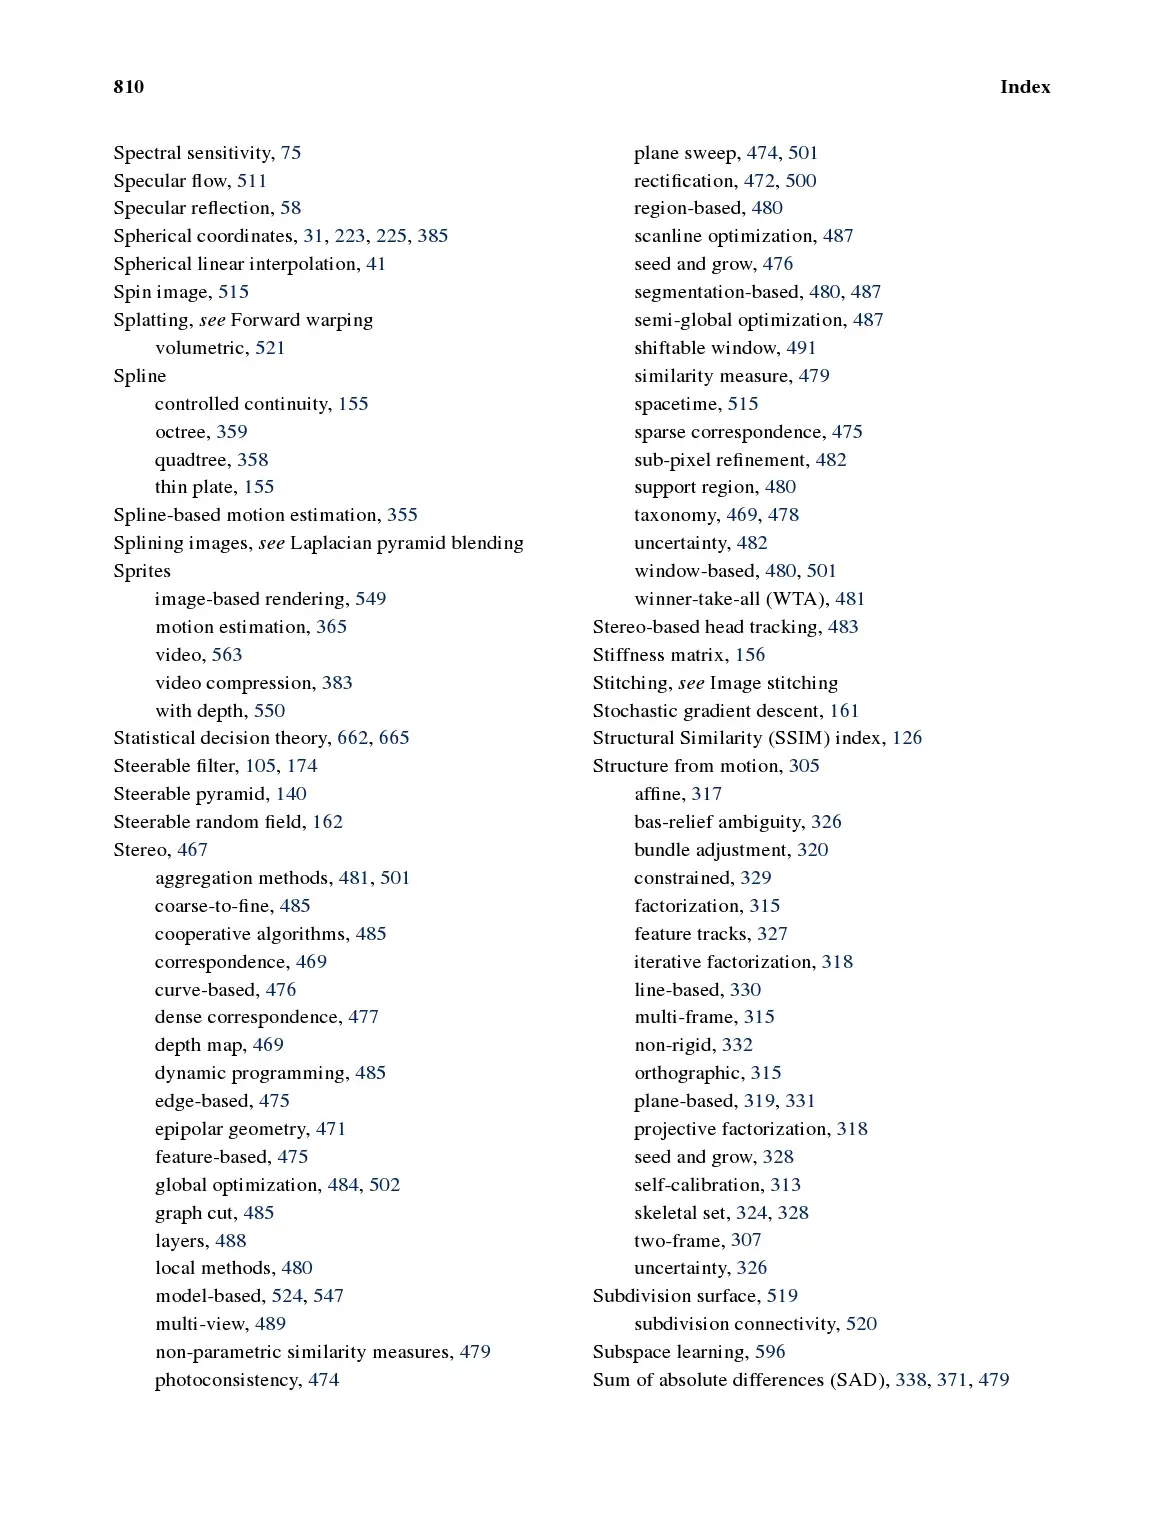 810
Index
Spectral sensitivity, 75
Specular flow, 511
Specular reflection, 58
Spherical coordinates, 31, 223, 225, 385
Spherical linear interpolation, 41
Spin image, 515
Splatting, see Forward warping
volumetric, 521
Spline
controlled continuity, 155
octree, 359
quadtree, 358
thin plate, 155
Spline-based motion estimation, 355
Splining images, see Laplacian pyramid blending
Sprites
image-based rendering, 549
motion estimation, 365
video, 563
video compression, 383
with depth, 550
Statistical decision theory, 662, 665
Steerable filter, 105, 174
Steerable pyramid, 140
Steerable random field, 162
Stereo, 467
aggregation methods, 481, 501
coarse-to-fine, 485
cooperative algorithms, 485
correspondence, 469
curve-based, 476
dense correspondence, 477
depth map, 469
dynamic programming, 485
edge-based, 475
epipolar geometry, 471
feature-based, 475
global optimization, 484, 502
graph cut, 485
layers, 488
local methods, 480
model-based, 524, 547
multi-view, 489
non-parametric similarity measures, 479
photoconsistency, 474
plane sweep, 474, 501
rectification, 472, 500
region-based, 480
scanline optimization, 487
seed and grow, 476
segmentation-based, 480, 487
semi-global optimization, 487
shiftable window, 491
similarity measure, 479
spacetime, 515
sparse correspondence, 475
sub-pixel refinement, 482
support region, 480
taxonomy, 469, 478
uncertainty, 482
window-based, 480, 501
winner-take-all (WTA), 481
Stereo-based head tracking, 483
Stiffness matrix, 156
Stitching, see Image stitching
Stochastic gradient descent, 161
Structural Similarity (SSIM) index, 126
Structure from motion, 305
affine, 317
bas-relief ambiguity, 326
bundle adjustment, 320
constrained, 329
factorization, 315
feature tracks, 327
iterative factorization, 318
line-based, 330
multi-frame, 315
non-rigid, 332
orthographic, 315
plane-based, 319, 331
projective factorization, 318
seed and grow, 328
self-calibration, 313
skeletal set, 324, 328
two-frame, 307
uncertainty, 326
Subdivision surface, 519
subdivision connectivity, 520
Subspace learning, 596
Sum of absolute differences (SAD), 338, 371, 479